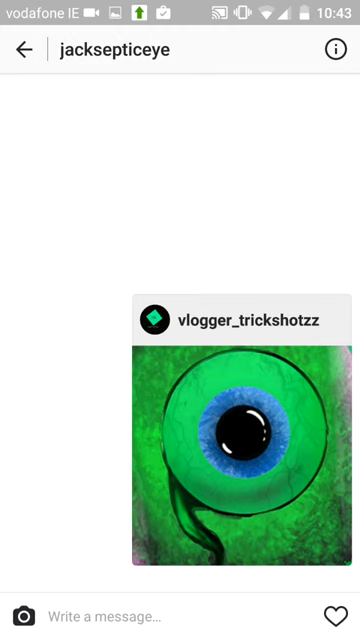 vodafone IE 10:43
jacksepticeye
vlogger_trickshotzz
Write a message...